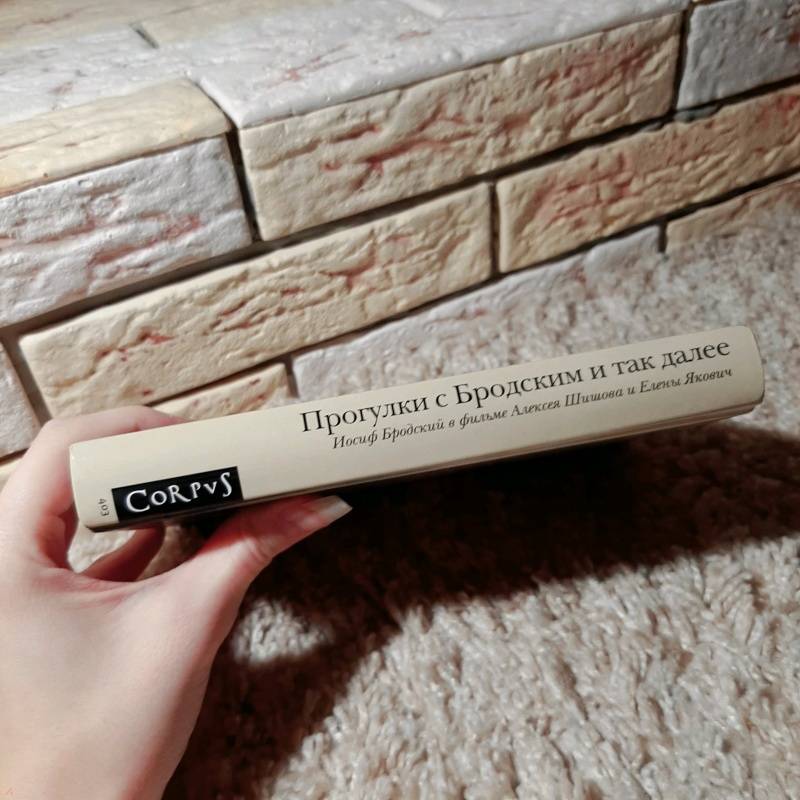 Прогулки с Бродским и так далее
Иосиф Бродский в фильме Алексея Шишова и Елены Якович
CORPVS
403